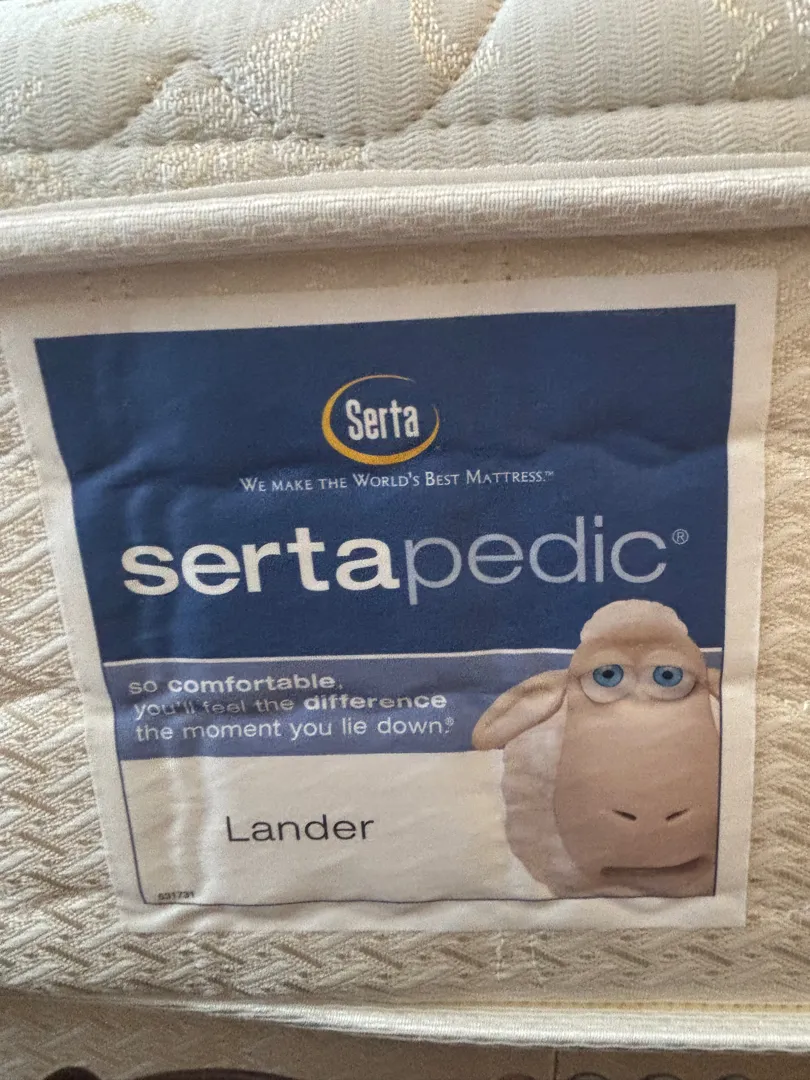 Serta
WE MAKE THE WORLD'S BEST MATTRESS.™
sertapedic®
so comfortable,
you'll feel the difference
the moment you lie down.®
Lander
531731